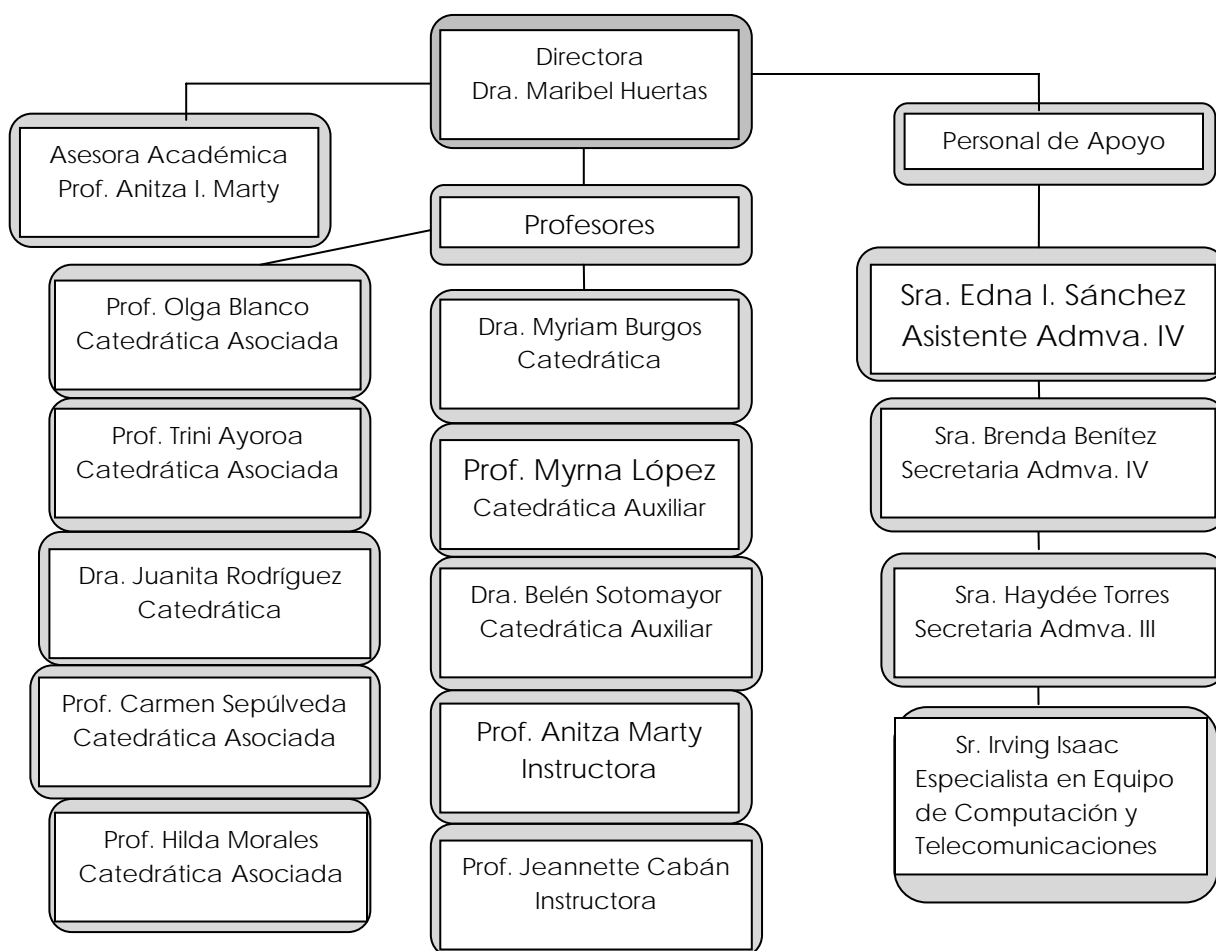 Directora
Dra. Maribel Huertas
Asesora Académica
Prof. Anitza I. Marty
Personal de Apoyo
Profesores
Prof. Olga Blanco
Catedrática Asociada
Prof. Trini Ayoroa
Catedrática Asociada
Dra. Juanita Rodríguez
Catedrática
Prof. Carmen Sepúlveda
Catedrática Asociada
Prof. Hilda Morales
Catedrática Asociada
Dra. Myriam Burgos
Catedrática
Prof. Myrna López
Catedrática Auxiliar
Dra. Belén Sotomayor
Catedrática Auxiliar
Prof. Anitza Marty
Instructora
Prof. Jeannette Cabán
Instructora
Sra. Edna I. Sánchez
Asistente Admva. IV
Sra. Brenda Benítez
Secretaria Admva. IV
Sra. Haydée Torres
Secretaria Admva. III
Sr. Irving Isaac
Especialista en Equipo
de Computación y
Telecomunicaciones